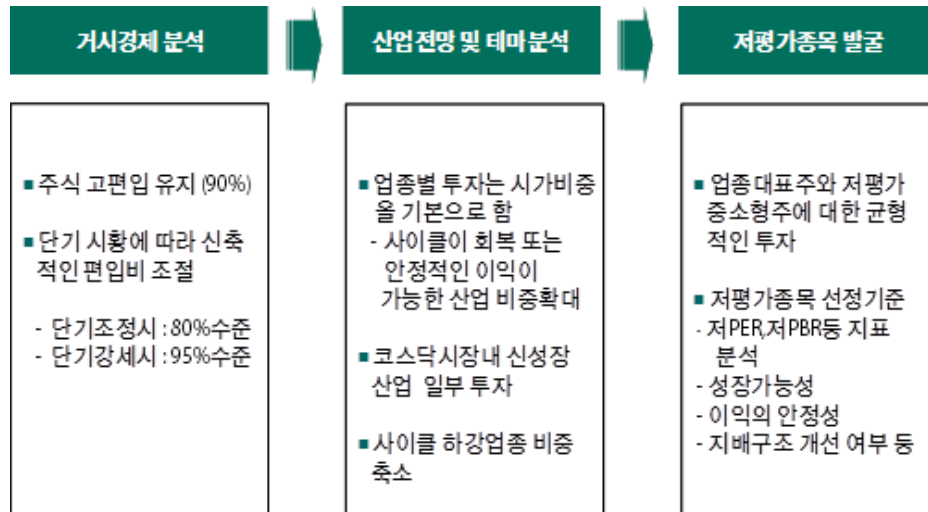 거시경제 분석
산업전망 및 테마분석
저평가종목 발굴
■ 주식 고편입 유지 (90%)
■ 단기 시황에 따라 신축
적인 편입비 조절
- 단기조정시 : 80%수준
- 단기강세시 : 95%수준
■ 업종별 투자는 시가비중
을 기본으로 함
- 사이클이 회복 또는
안정적인 이익이
가능한 산업 비중확대
■ 코스닥시장내 신성장
산업 일부 투자
■ 사이클 하강업종 비중
축소
■ 업종대표주와 저평가
중소형주에 대한 균형
적인 투자
■ 저평가종목 선정기준
- 저PER,저PBR등 지표
분석
- 성장가능성
- 이익의 안정성
- 지배구조 개선 여부 등